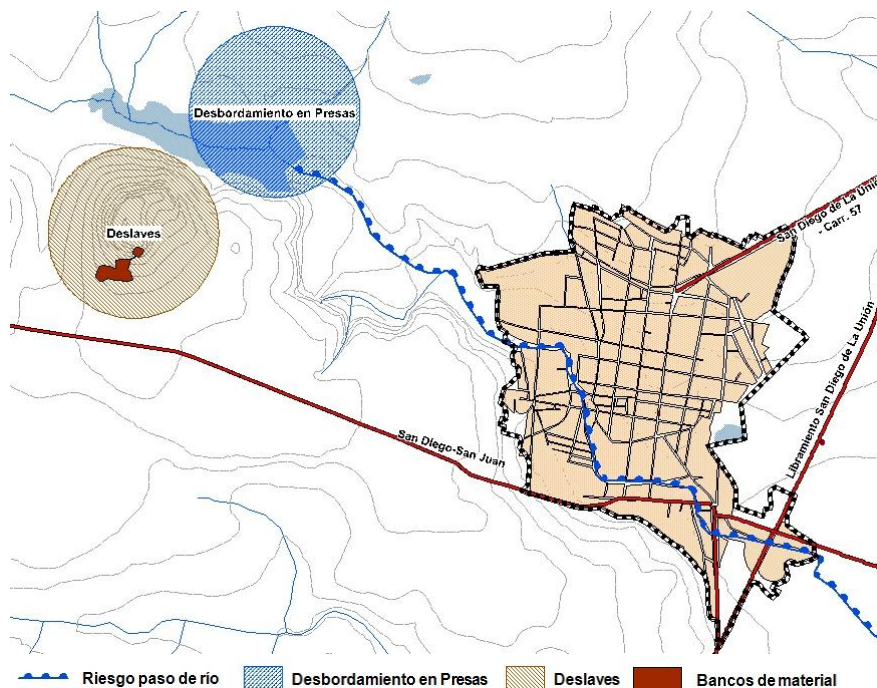 Desbordamiento en Presas
Deslaves
San Diego de La Unión
- Carr. 57
Libramiento San Diego de La Unión
San Diego-San Juan
Riesgo paso de río
Desbordamiento en Presas
Deslaves
Bancos de material